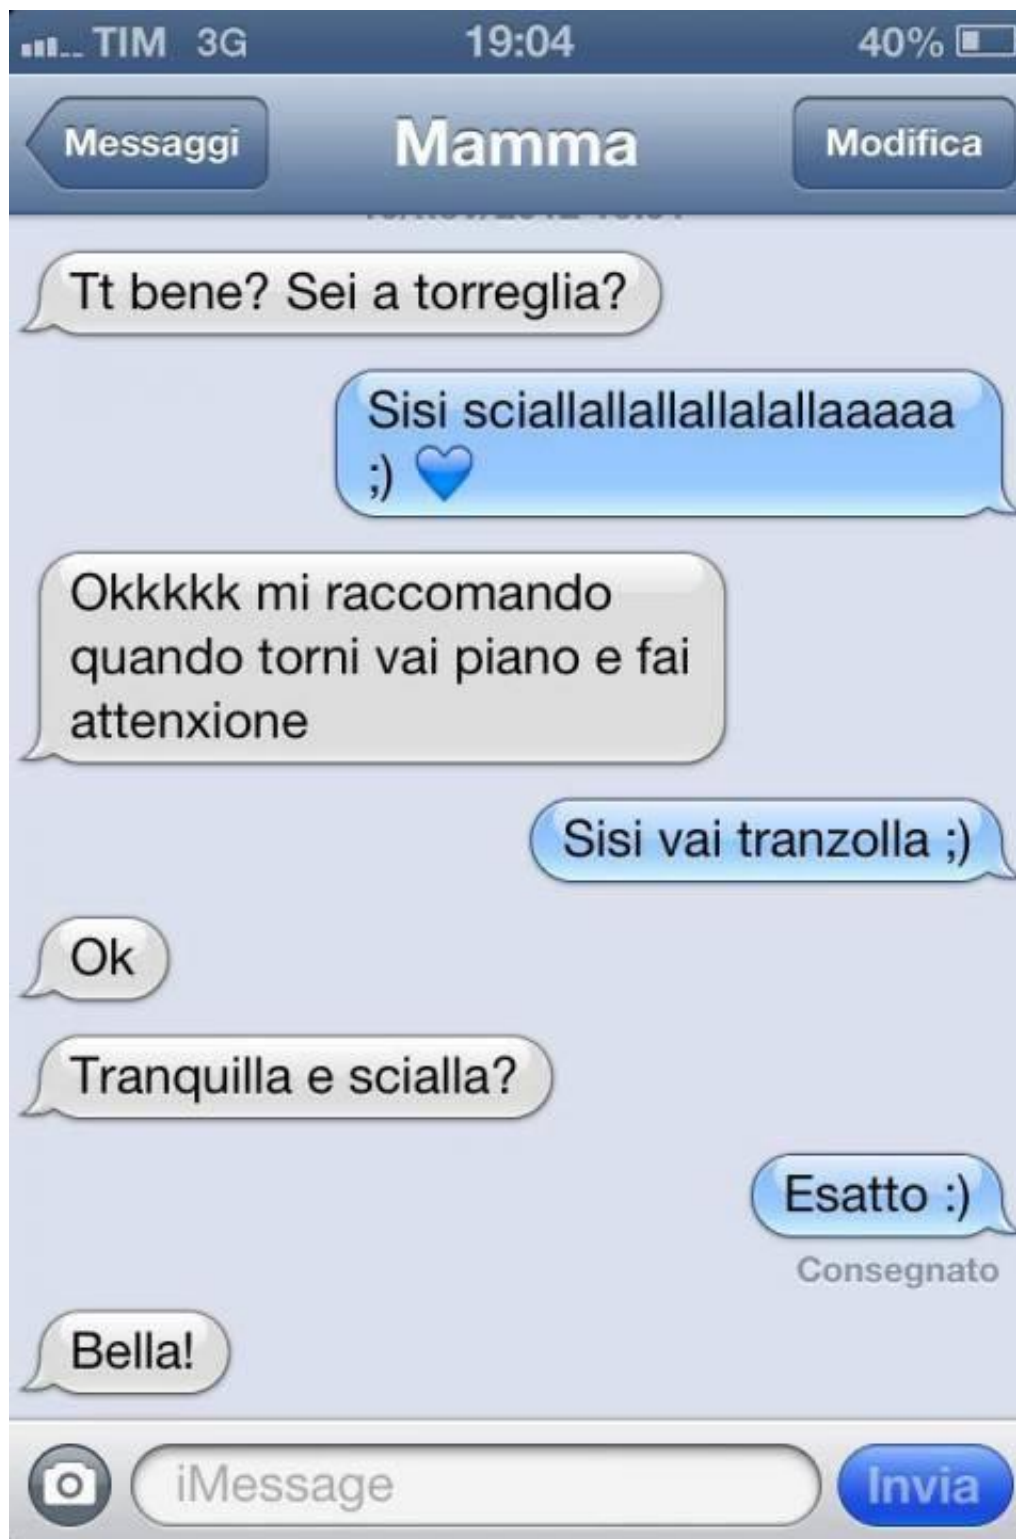 TIM 3G 19:04 40%
Messaggi Mamma Modifica
Tt bene? Sei a torreglia?
Sisi sciallallallallalallaaaaa
;) 💙
Okkkkk mi raccomando
quando torni vai piano e fai
attenxione
Sisi vai tranzolla ;)
Ok
Tranquilla e scialla?
Esatto :)
Consegnato
Bella!
iMessage Invia